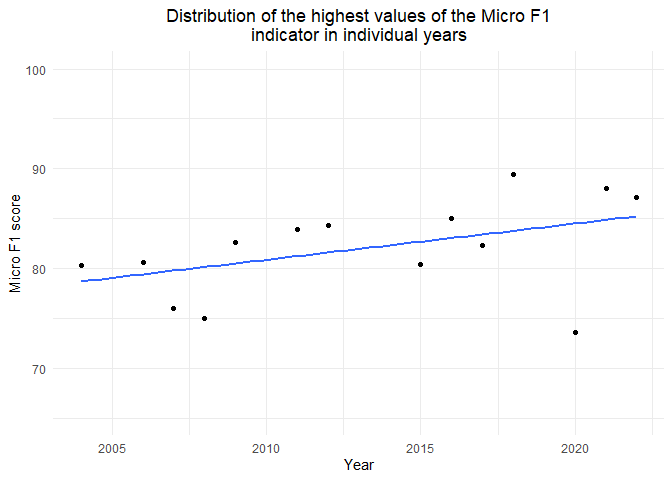 Distribution of the highest values of the Micro F1
indicator in individual years
100
90
80
70
Micro F1 score
2005 2010 2015 2020
Year